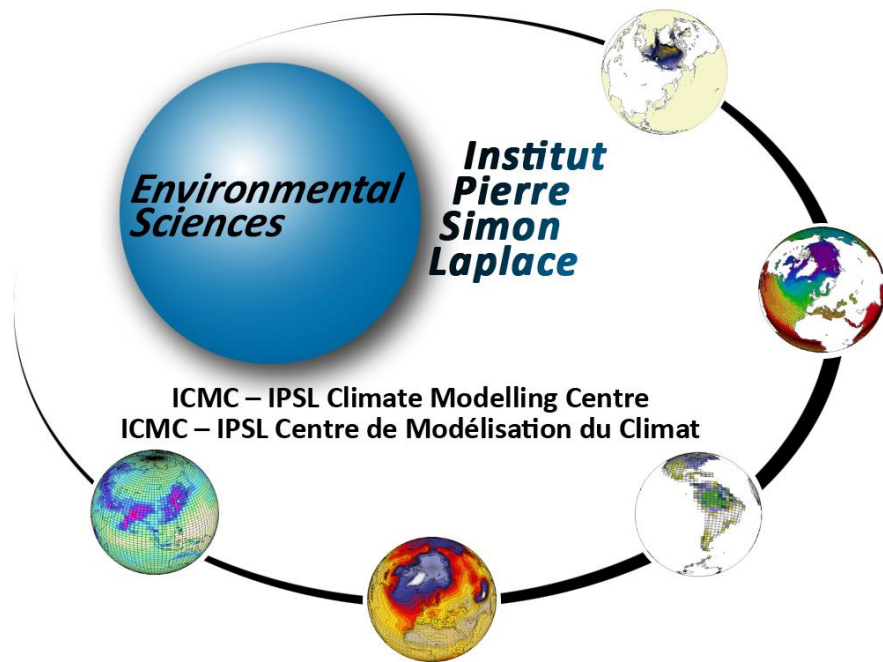 Environmental
Sciences
Institut
Pierre
Simon
Laplace
ICMC – IPSL Climate Modelling Centre
ICMC – IPSL Centre de Modélisation du Climat